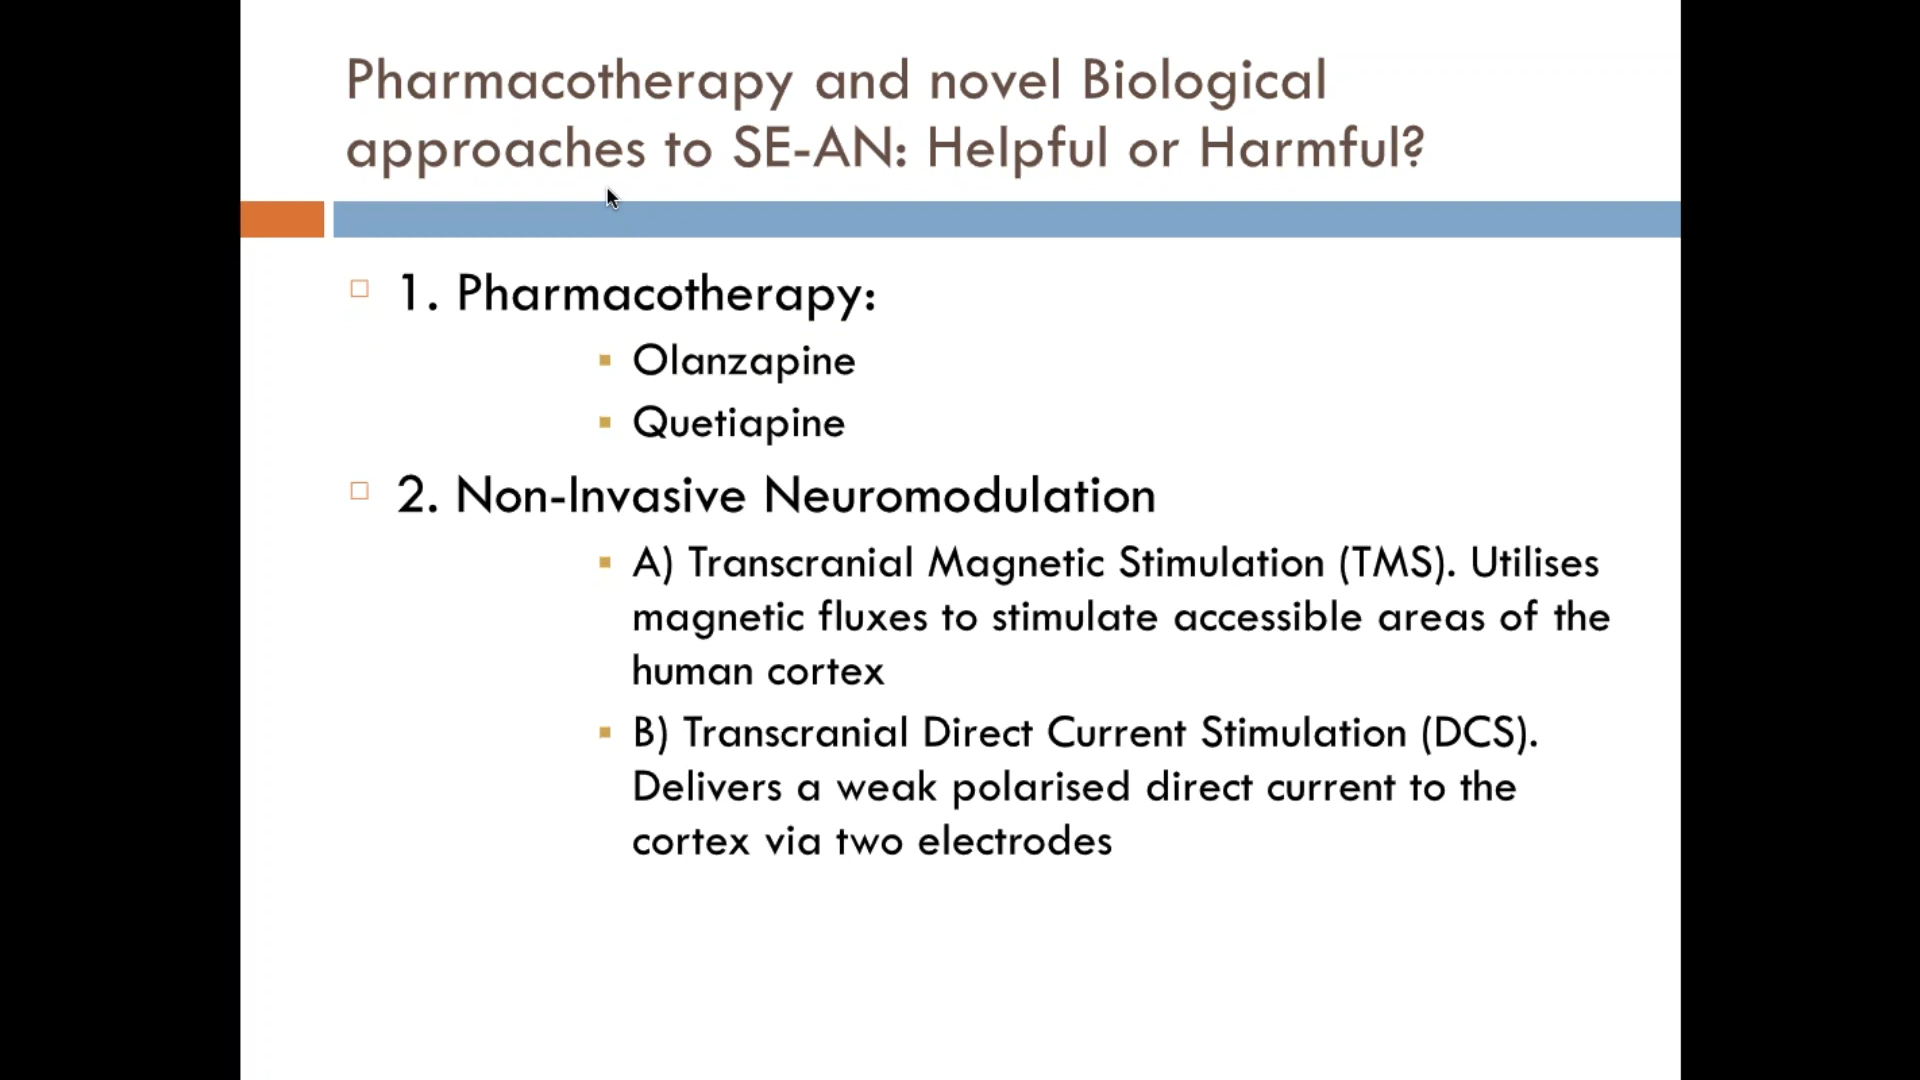 Pharmacotherapy and novel Biological
approaches to SE-AN: Helpful or Harmful?
1. Pharmacotherapy:
Olanzapine
Quetiapine
2. Non-Invasive Neuromodulation
A) Transcranial Magnetic Stimulation (TMS). Utilises
magnetic fluxes to stimulate accessible areas of the
human cortex
B) Transcranial Direct Current Stimulation (DCS).
Delivers a weak polarised direct current to the
cortex via two electrodes